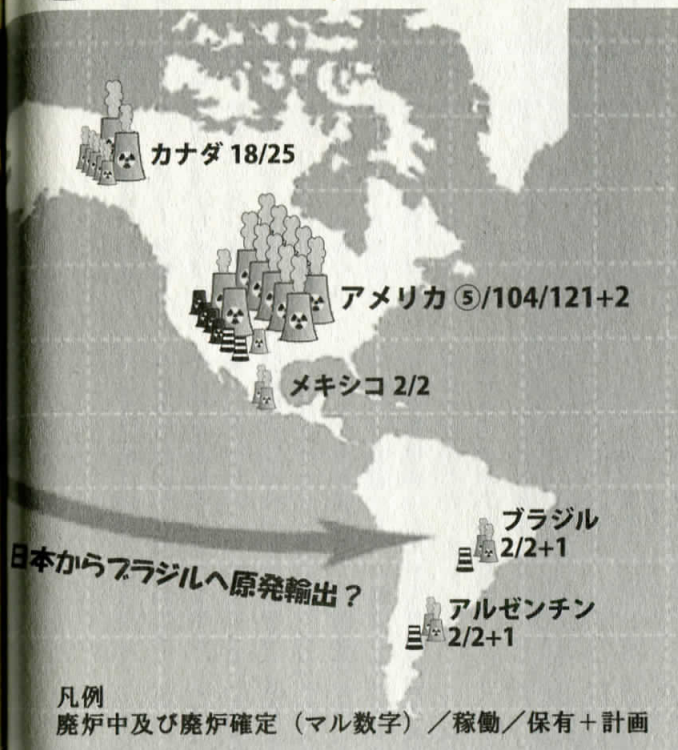 カナダ 18/25
アメリカ ⑤/104/121+2
メキシコ 2/2
ブラジル
2/2+1
日本からブラジルへ原発輸出？
アルゼンチン
2/2+1
凡例
廃炉中及び廃炉確定（マル数字）／稼働／保有＋計画